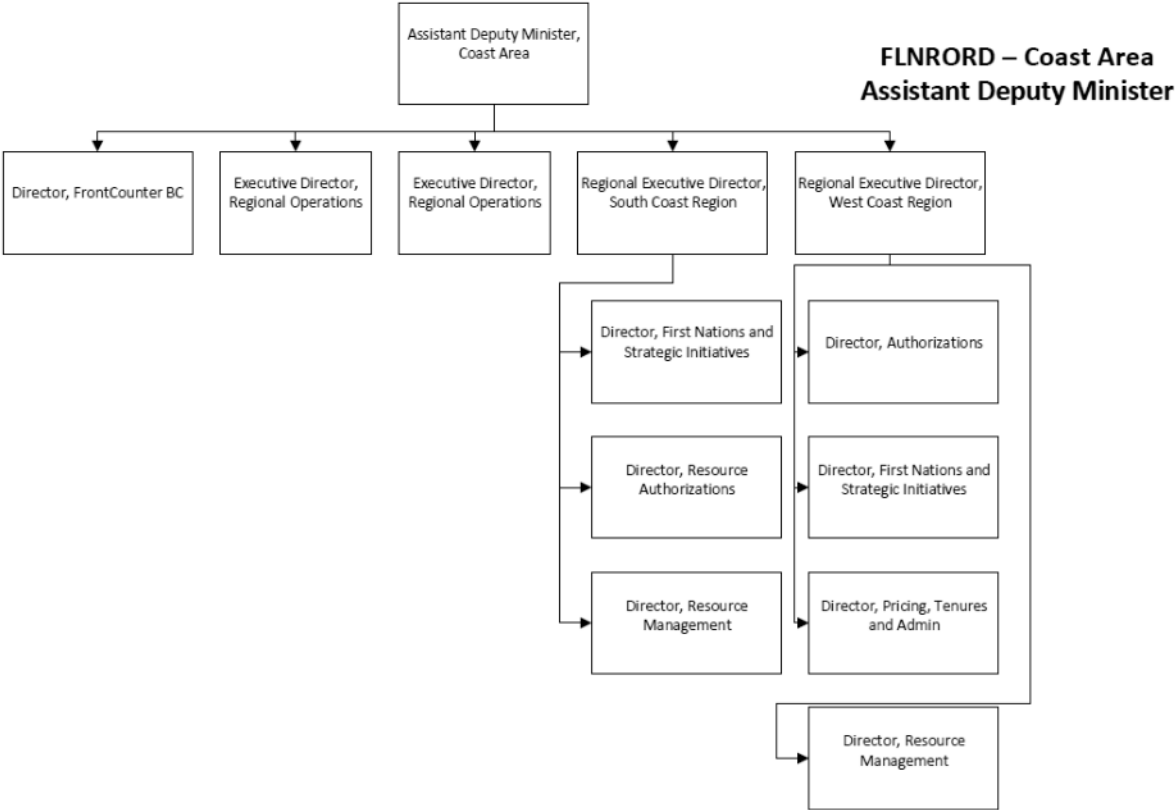 Assistant Deputy Minister,
Coast Area
FLNRORD – Coast Area
Assistant Deputy Minister
Director, FrontCounter BC
Executive Director,
Regional Operations
Executive Director,
Regional Operations
Regional Executive Director,
South Coast Region
Regional Executive Director,
West Coast Region
Director, First Nations and
Strategic Initiatives
Director, Resource
Authorizations
Director, Resource
Management
Director, Authorizations
Director, First Nations and
Strategic Initiatives
Director, Pricing, Tenures
and Admin
Director, Resource
Management